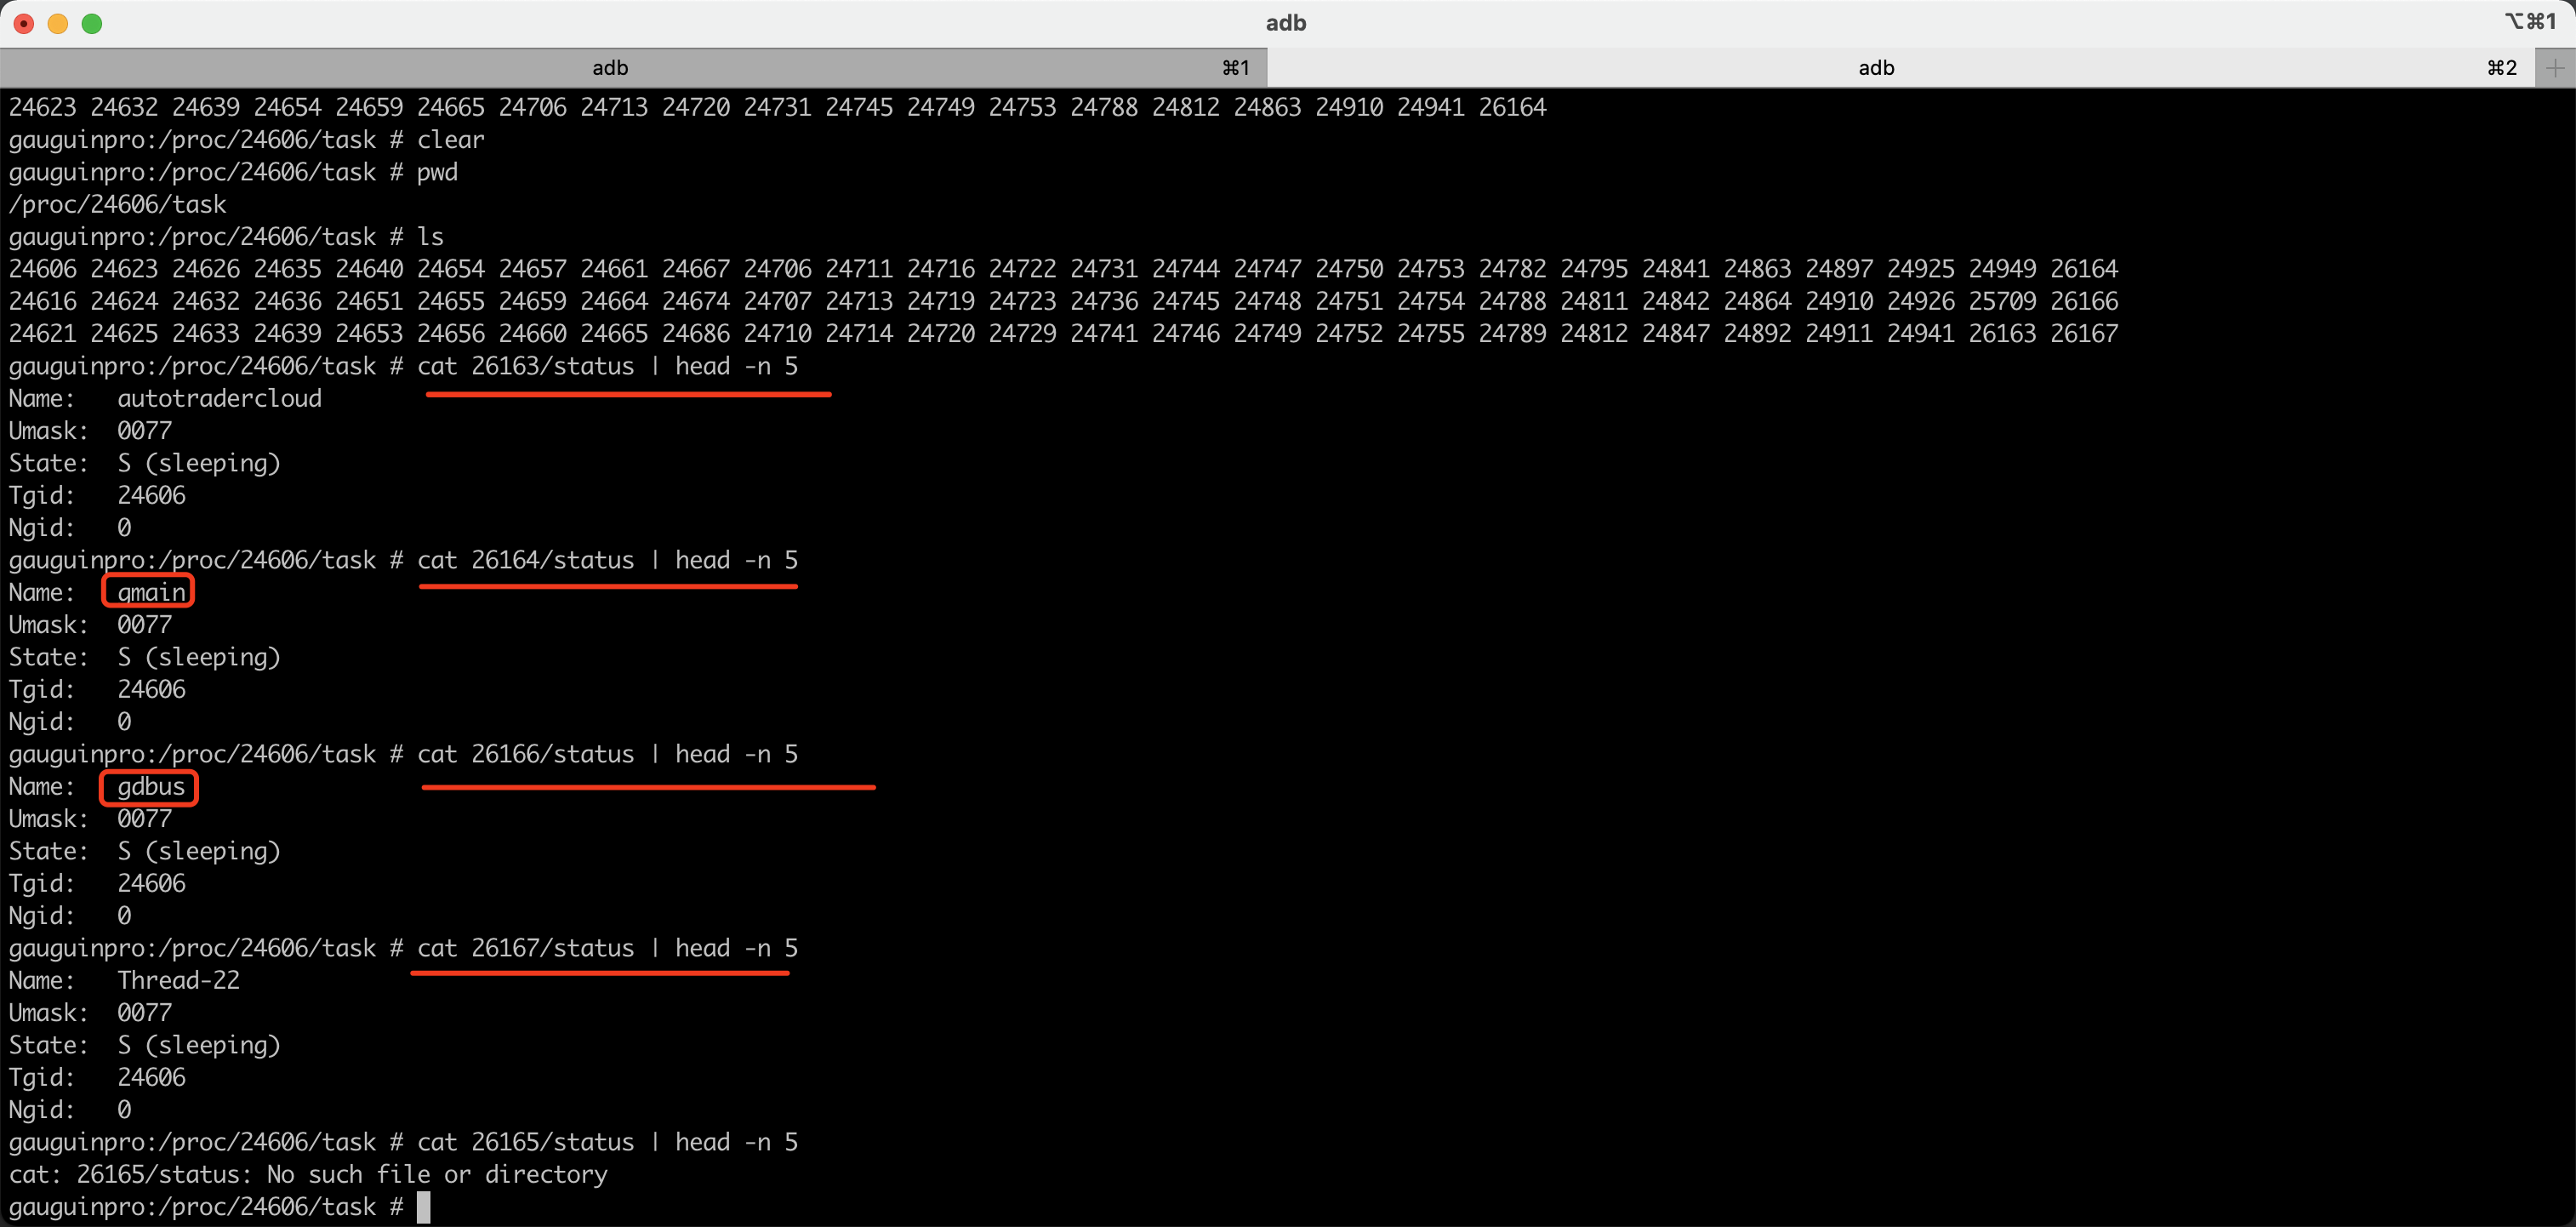 adb
⌥⌘1
adb ⌘1
adb ⌘2
24623 24632 24639 24654 24659 24665 24706 24713 24720 24731 24745 24749 24753 24788 24812 24863 24910 24941 26164
gauguinpro:/proc/24606/task # clear
gauguinpro:/proc/24606/task # pwd
/proc/24606/task
gauguinpro:/proc/24606/task # ls
24606 24623 24626 24635 24640 24654 24657 24661 24667 24706 24711 24716 24722 24731 24744 24747 24750 24753 24782 24795 24841 24863 24897 24925 24949 26164
24616 24624 24632 24636 24651 24655 24659 24664 24674 24707 24713 24719 24723 24736 24745 24748 24751 24754 24788 24811 24842 24864 24910 24926 25709 26166
24621 24625 24633 24639 24653 24656 24660 24665 24686 24710 24714 24720 24729 24741 24746 24749 24752 24755 24789 24812 24847 24892 24911 24941 26163 26167
gauguinpro:/proc/24606/task # cat 26163/status | head -n 5
Name:   autotradercloud
Umask:  0077
State:  S (sleeping)
Tgid:   24606
Ngid:   0
gauguinpro:/proc/24606/task # cat 26164/status | head -n 5
Name:   gmain
Umask:  0077
State:  S (sleeping)
Tgid:   24606
Ngid:   0
gauguinpro:/proc/24606/task # cat 26166/status | head -n 5
Name:   gdbus
Umask:  0077
State:  S (sleeping)
Tgid:   24606
Ngid:   0
gauguinpro:/proc/24606/task # cat 26167/status | head -n 5
Name:   Thread-22
Umask:  0077
State:  S (sleeping)
Tgid:   24606
Ngid:   0
gauguinpro:/proc/24606/task # cat 26165/status | head -n 5
cat: 26165/status: No such file or directory
gauguinpro:/proc/24606/task #